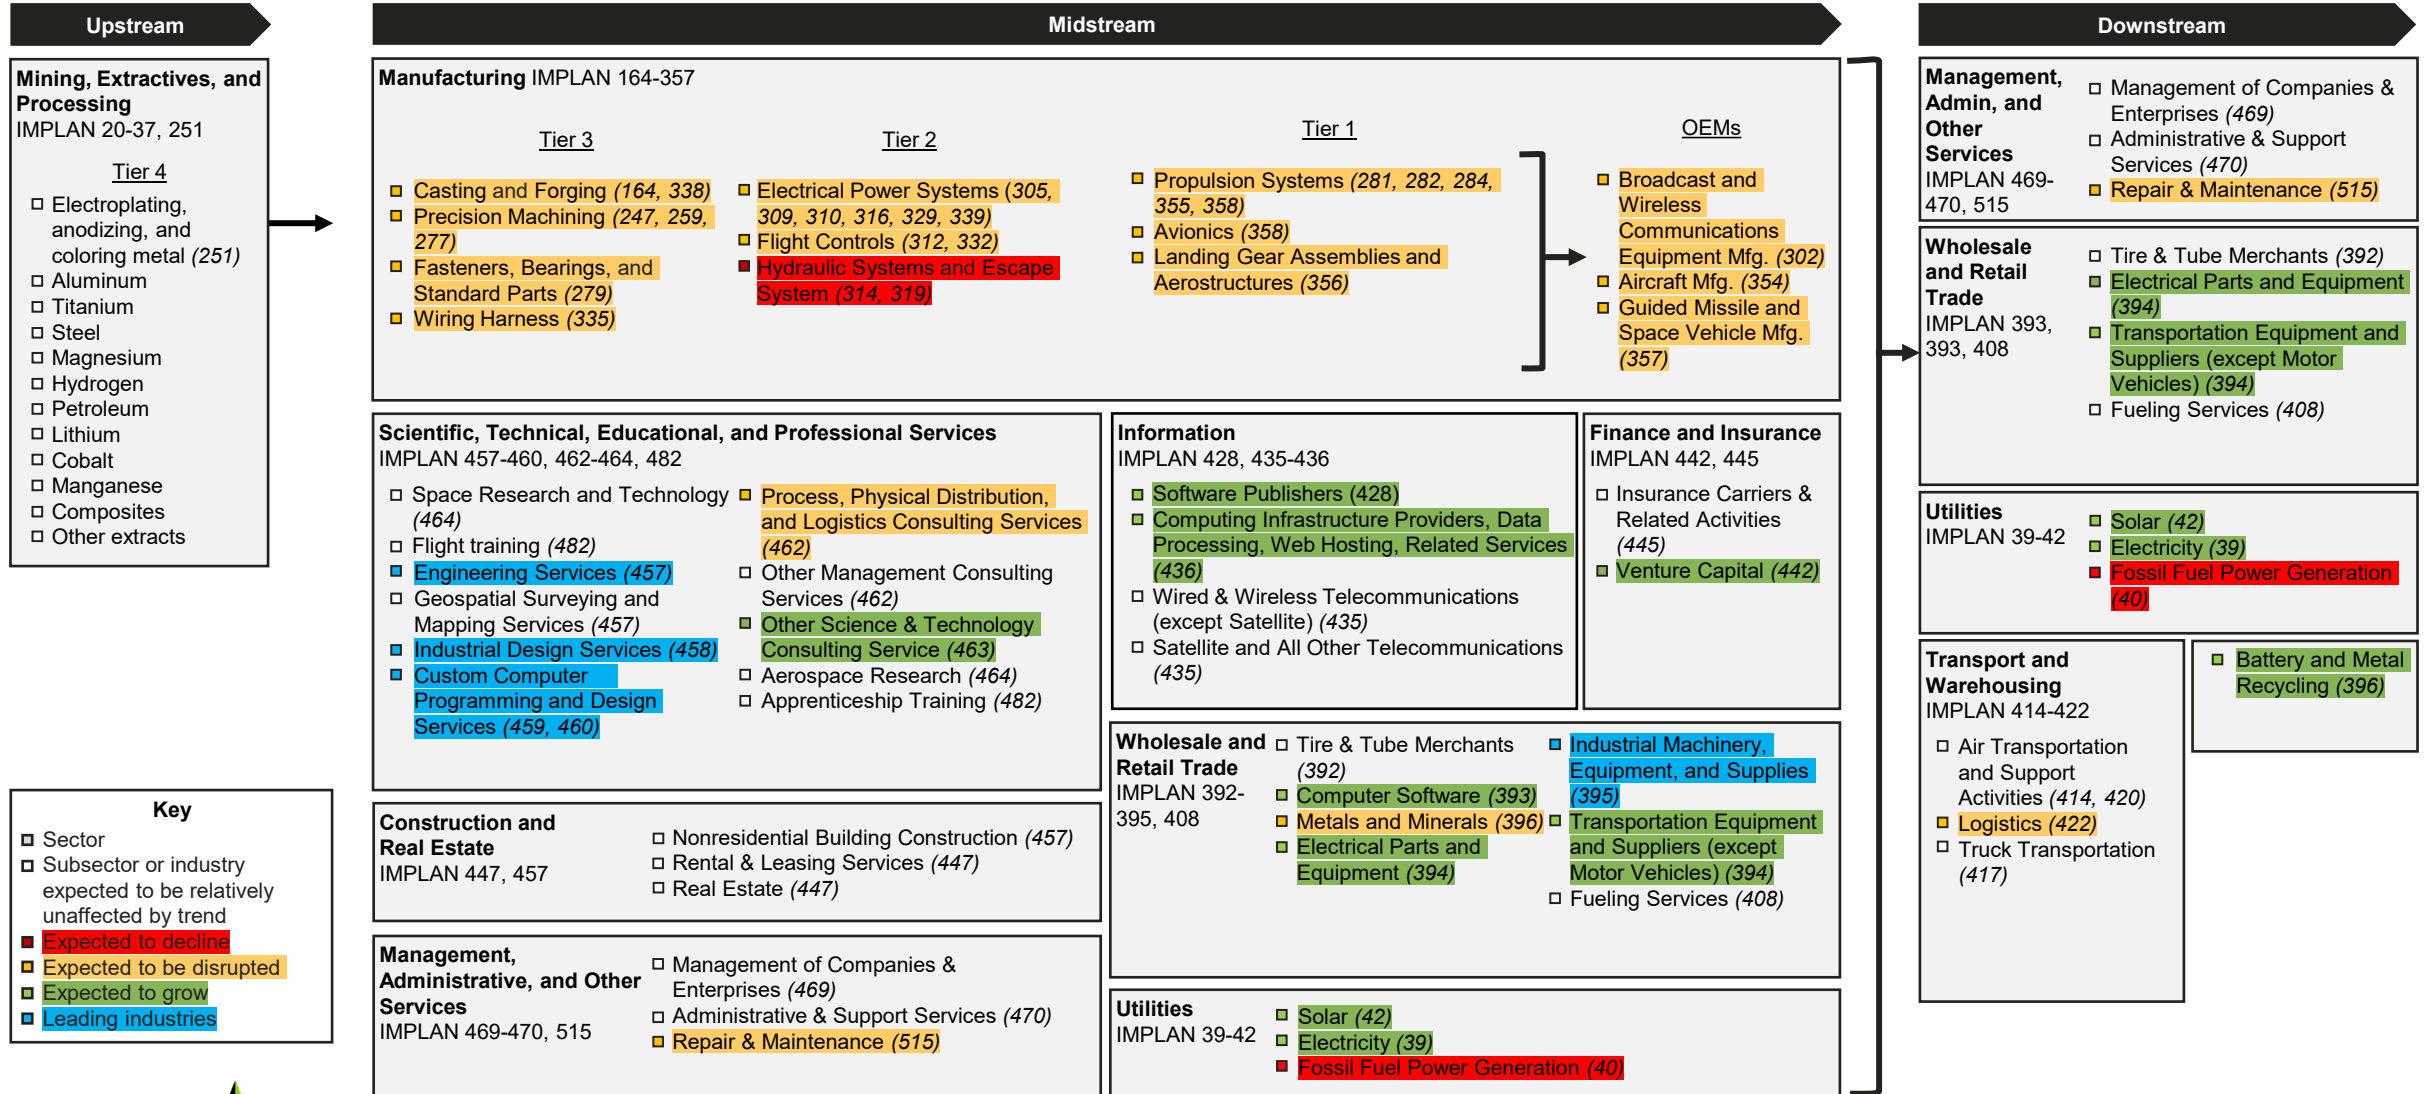 Upstream
Midstream
Downstream
Mining, Extractives, and
Processing
IMPLAN 20-37, 251
Tier 4
Electroplating,
anodizing, and
coloring metal (251)
Aluminum
Titanium
Steel
Magnesium
Hydrogen
Petroleum
Lithium
Cobalt
Manganese
Composites
Other extracts
Manufacturing IMPLAN 164-357
Tier 3
Casting and Forging (164, 338)
Precision Machining (247, 259,
277)
Fasteners, Bearings, and
Standard Parts (279)
Wiring Harness (335)
Tier 2
Electrical Power Systems (305,
309, 310, 316, 329, 339)
Flight Controls (312, 332)
Hydraulic Systems and Escape
System (314, 319)
Tier 1
Propulsion Systems (281, 282, 284,
355, 358)
Avionics (358)
Landing Gear Assemblies and
Aerostructures (356)
OEMs
Broadcast and
Wireless
Communications
Equipment Mfg. (302)
Aircraft Mfg. (354)
Guided Missile and
Space Vehicle Mfg.
(357)
Scientific, Technical, Educational, and Professional Services
IMPLAN 457-460, 462-464, 482
Space Research and Technology
(464)
Flight training (482)
Engineering Services (457)
Geospatial Surveying and
Mapping Services (457)
Industrial Design Services (458)
Custom Computer
Programming and Design
Services (459, 460)
Process, Physical Distribution,
and Logistics Consulting Services
(462)
Other Management Consulting
Services (462)
Other Science & Technology
Consulting Service (463)
Aerospace Research (464)
Apprenticeship Training (482)
Information
IMPLAN 428, 435-436
Software Publishers (428)
Computing Infrastructure Providers, Data
Processing, Web Hosting, Related Services
(436)
Wired & Wireless Telecommunications
(except Satellite) (435)
Satellite and All Other Telecommunications
(435)
Finance and Insurance
IMPLAN 442, 445
Insurance Carriers &
Related Activities
(445)
Venture Capital (442)
Construction and
Real Estate
IMPLAN 447, 457
Nonresidential Building Construction (457)
Rental & Leasing Services (447)
Real Estate (447)
Management,
Administrative, and Other
Services
IMPLAN 469-470, 515
Management of Companies &
Enterprises (469)
Administrative & Support Services (470)
Repair & Maintenance (515)
Wholesale and
Retail Trade
IMPLAN 392-
395, 408
Tire & Tube Merchants
(392)
Computer Software (393)
Metals and Minerals (396)
Electrical Parts and
Equipment (394)
Industrial Machinery,
Equipment, and Supplies
(395)
Transportation Equipment
and Suppliers (except
Motor Vehicles) (394)
Fueling Services (408)
Utilities
IMPLAN 39-42
Solar (42)
Electricity (39)
Fossil Fuel Power Generation (40)
Management,
Admin, and
Other
Services
IMPLAN 469-
470, 515
Management of Companies &
Enterprises (469)
Administrative & Support
Services (470)
Repair & Maintenance (515)
Wholesale
and Retail
Trade
IMPLAN 393,
393, 408
Tire & Tube Merchants (392)
Electrical Parts and Equipment
(394)
Transportation Equipment and
Suppliers (except Motor
Vehicles) (394)
Fueling Services (408)
Utilities
IMPLAN 39-42
Solar (42)
Electricity (39)
Fossil Fuel Power Generation
(40)
Transport and
Warehousing
IMPLAN 414-422
Air Transportation
and Support
Activities (414, 420)
Logistics (422)
Truck Transportation
(417)
Battery and Metal
Recycling (396)
Key
Sector
Subsector or industry
expected to be relatively
unaffected by trend
Expected to decline
Expected to be disrupted
Expected to grow
Leading industries